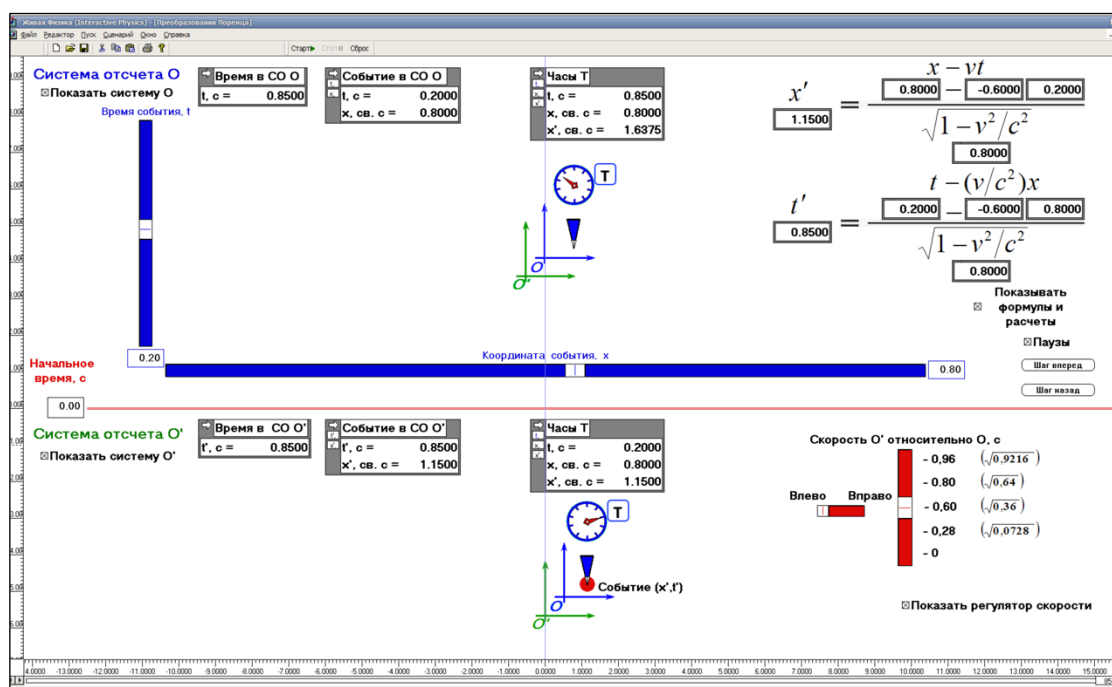 Живая Физика (Interactive Physics) - [Преобразования Лоренца]
Файл Редактор Пуск Сценарий Окно Справка
Старт Стоп Сброс
Система отсчета O
Показать систему O
Время события, t
0.20
Время в СО O
t, c = 0.8500
Событие в СО O
t, c = 0.2000
x, св. с = 0.8000
Часы T
t, c = 0.8500
x, св. с = 0.8000
x', св. с = 1.6375
T
O
O'
x' = x – vt
1.1500 0.8000 – -0.6000 0.2000
√1 – v²/c²
0.8000
t' = t – (v/c²)x
0.8500 0.2000 – -0.6000 0.8000
√1 – v²/c²
0.8000
Показывать
формулы и
расчеты
Паузы
Шаг вперед
Шаг назад
Координата события, x
0.80
Начальное
время, с
0.00
Система отсчета O'
Показать систему O'
Время в СО O'
t', c = 0.8500
Событие в СО O'
t', c = 0.8500
x', св. с = 1.1500
Часы T
t, c = 0.2000
x, св. с = 0.8000
x', св. с = 1.1500
T
Событие (x',t')
O
O'
Скорость O' относительно O, с
- 0,96 (√0,9216)
- 0.80 (√0,64)
- 0,60 (√0,36)
- 0,28 (√0,0728)
- 0
Влево Вправо
Показать регулятор скорости
-13.0000 -12.0000 -11.0000 -10.0000 -9.0000 -8.0000 -7.0000 -6.0000 -5.0000 -4.0000 -3.0000 -2.0000 -1.0000 0.0000 1.0000 2.0000 3.0000 4.0000 5.0000 6.0000 7.0000 8.0000 9.0000 10.0000 11.0000 12.0000 13.0000 14.0000 15.0000